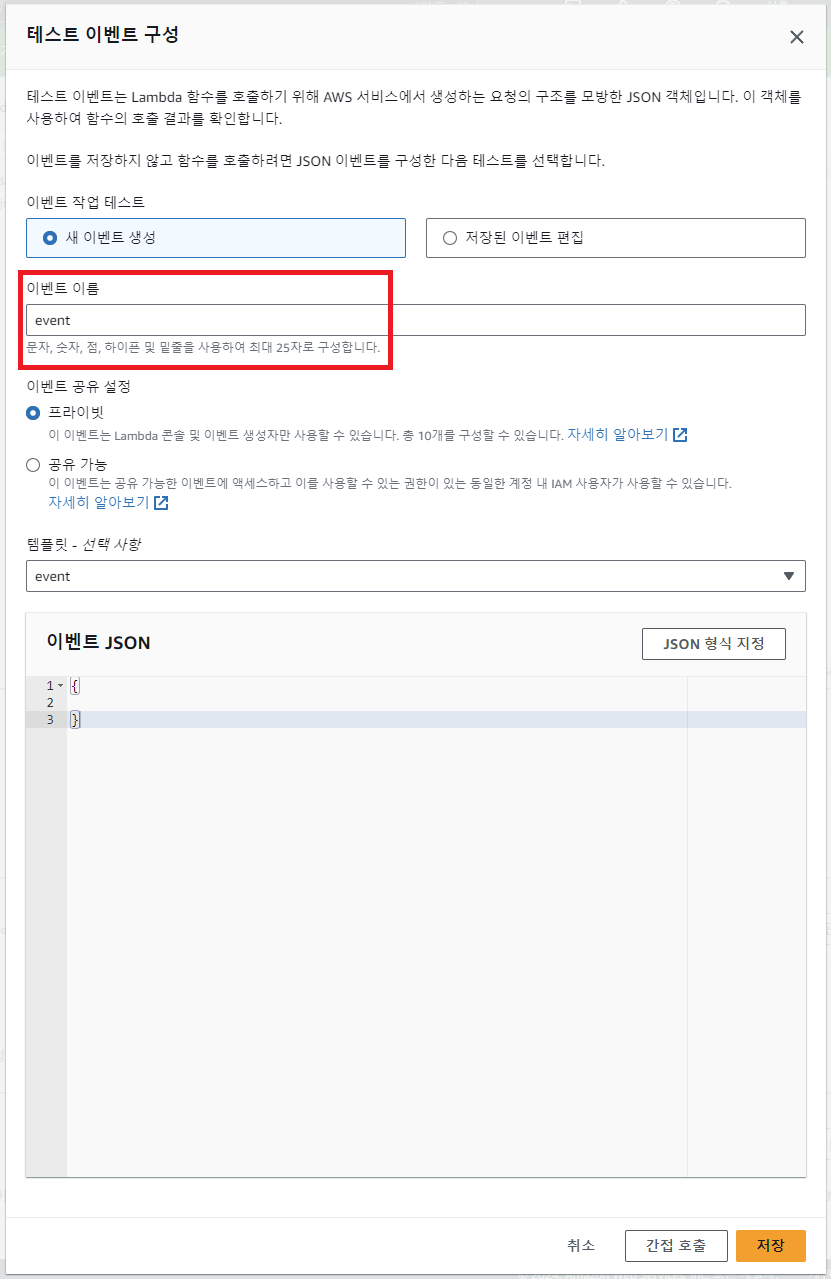 테스트 이벤트 구성
테스트 이벤트는 Lambda 함수를 호출하기 위해 AWS 서비스에서 생성하는 요청의 구조를 모방한 JSON 객체입니다. 이 객체를
사용하여 함수의 호출 결과를 확인합니다.
이벤트를 저장하지 않고 함수를 호출하려면 JSON 이벤트를 구성한 다음 테스트를 선택합니다.
이벤트 작업 테스트
새 이벤트 생성
저장된 이벤트 편집
이벤트 이름
event
문자, 숫자, 점, 하이픈 및 밑줄을 사용하여 최대 25자로 구성합니다.
이벤트 공유 설정
프라이빗
이 이벤트는 Lambda 콘솔 및 이벤트 생성자만 사용할 수 있습니다. 총 10개를 구성할 수 있습니다. 자세히 알아보기
공유 가능
이 이벤트는 공유 가능한 이벤트에 액세스하고 이를 사용할 수 있는 권한이 있는 동일한 계정 내 IAM 사용자가 사용할 수 있습니다.
자세히 알아보기
템플릿 - 선택 사항
event
이벤트 JSON
JSON 형식 지정
1 {
2
3 }
취소
간접 호출
저장